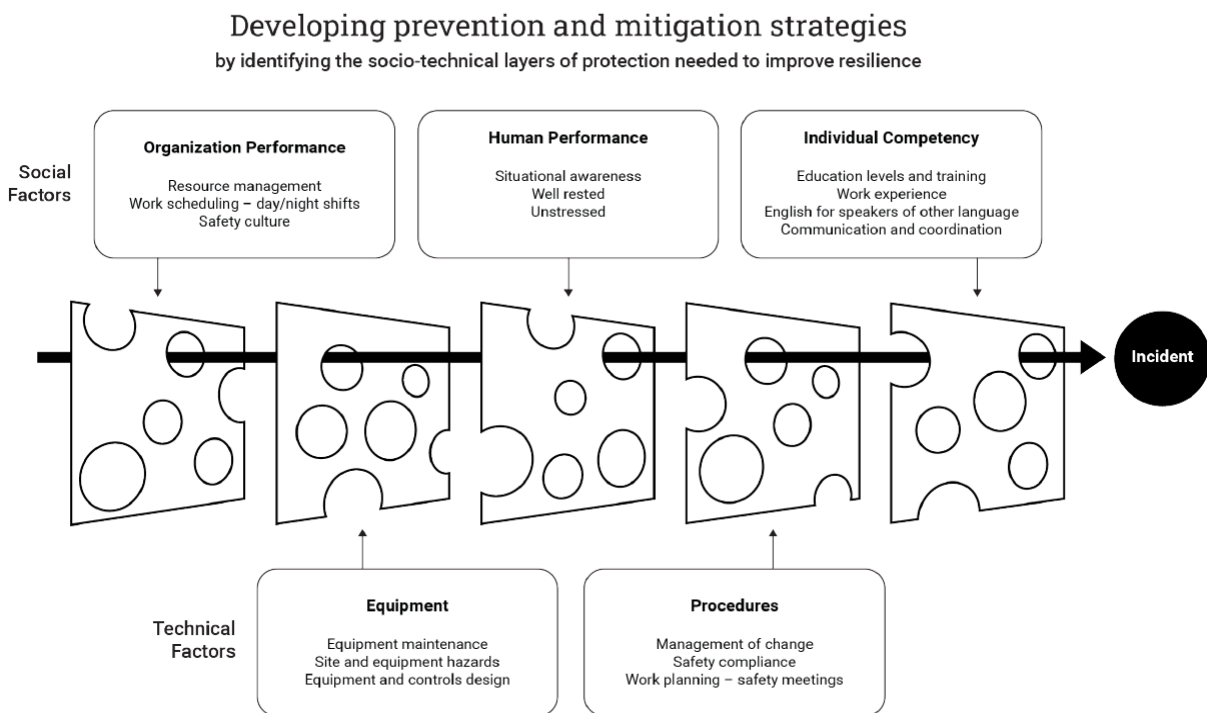 Developing prevention and mitigation strategies
by identifying the socio-technical layers of protection needed to improve resilience
Social
Factors
Organization Performance
Resource management
Work scheduling – day/night shifts
Safety culture
Human Performance
Situational awareness
Well rested
Unstressed
Individual Competency
Education levels and training
Work experience
English for speakers of other language
Communication and coordination
Incident
Technical
Factors
Equipment
Equipment maintenance
Site and equipment hazards
Equipment and controls design
Procedures
Management of change
Safety compliance
Work planning – safety meetings